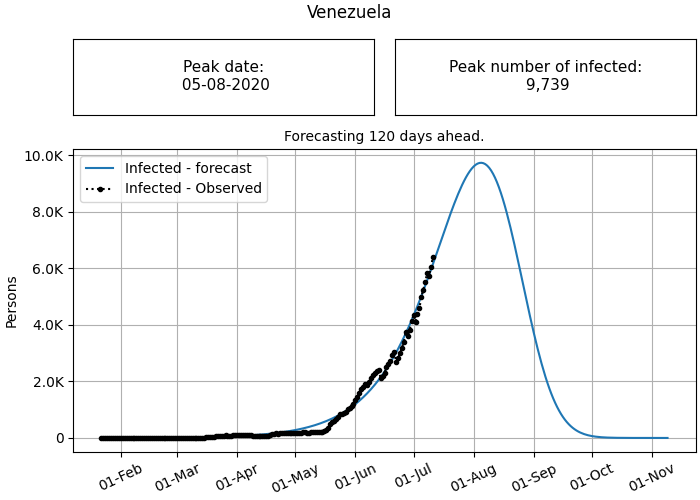 Venezuela
Peak date:
05-08-2020
Peak number of infected:
9,739
Forecasting 120 days ahead.
Infected - forecast
Infected - Observed
Persons
10.0K
8.0K
6.0K
4.0K
2.0K
0
01-Feb
01-Mar
01-Apr
01-May
01-Jun
01-Jul
01-Aug
01-Sep
01-Oct
01-Nov